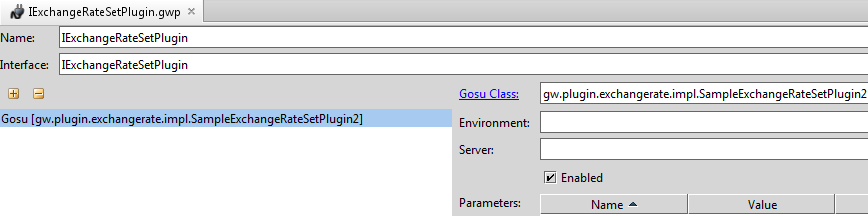 IExchangeRateSetPlugin.gwp
Name: IExchangeRateSetPlugin
Interface: IExchangeRateSetPlugin
Gosu Class: gw.plugin.exchangerate.impl.SampleExchangeRateSetPlugin2
Gosu [gw.plugin.exchangerate.impl.SampleExchangeRateSetPlugin2]
Environment:
Server:
Enabled
Parameters: Name Value